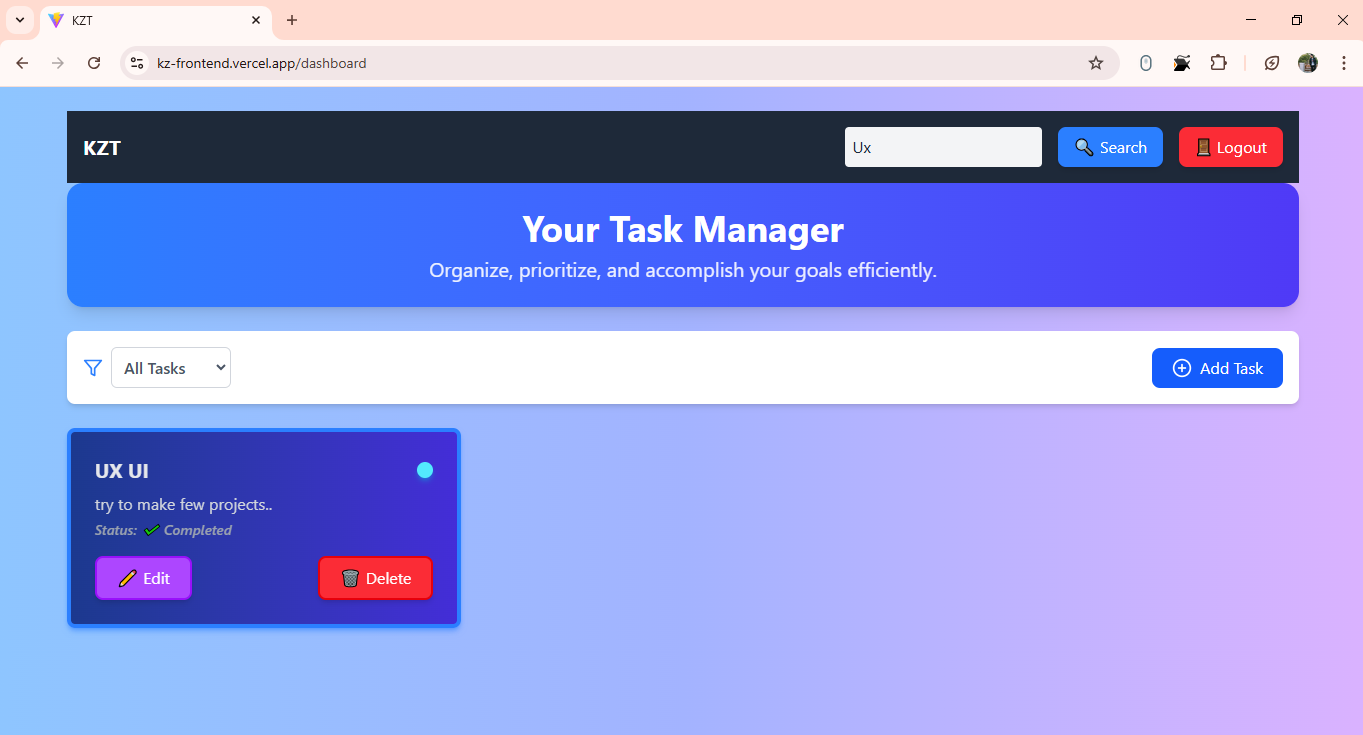 KZT
kz-frontend.vercel.app/dashboard
KZT
Ux
Search
Logout
Your Task Manager
Organize, prioritize, and accomplish your goals efficiently.
All Tasks
Add Task
UX UI
try to make few projects..
Status: ✔ Completed
Edit
Delete